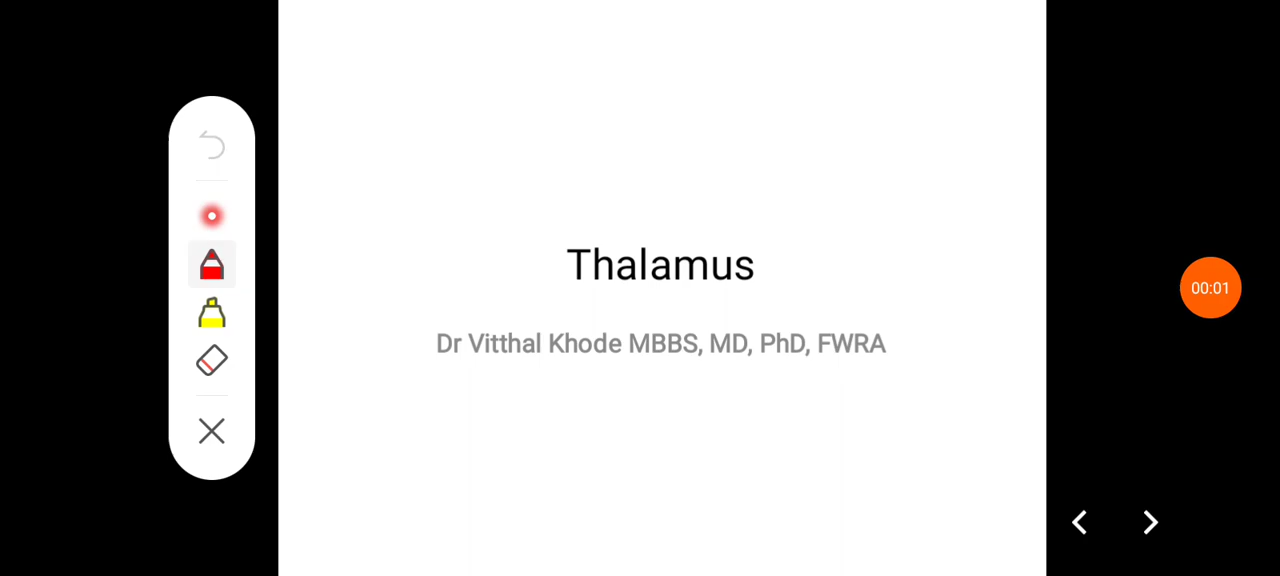 Thalamus
Dr Vitthal Khode MBBS, MD, PhD, FWRA
00:01